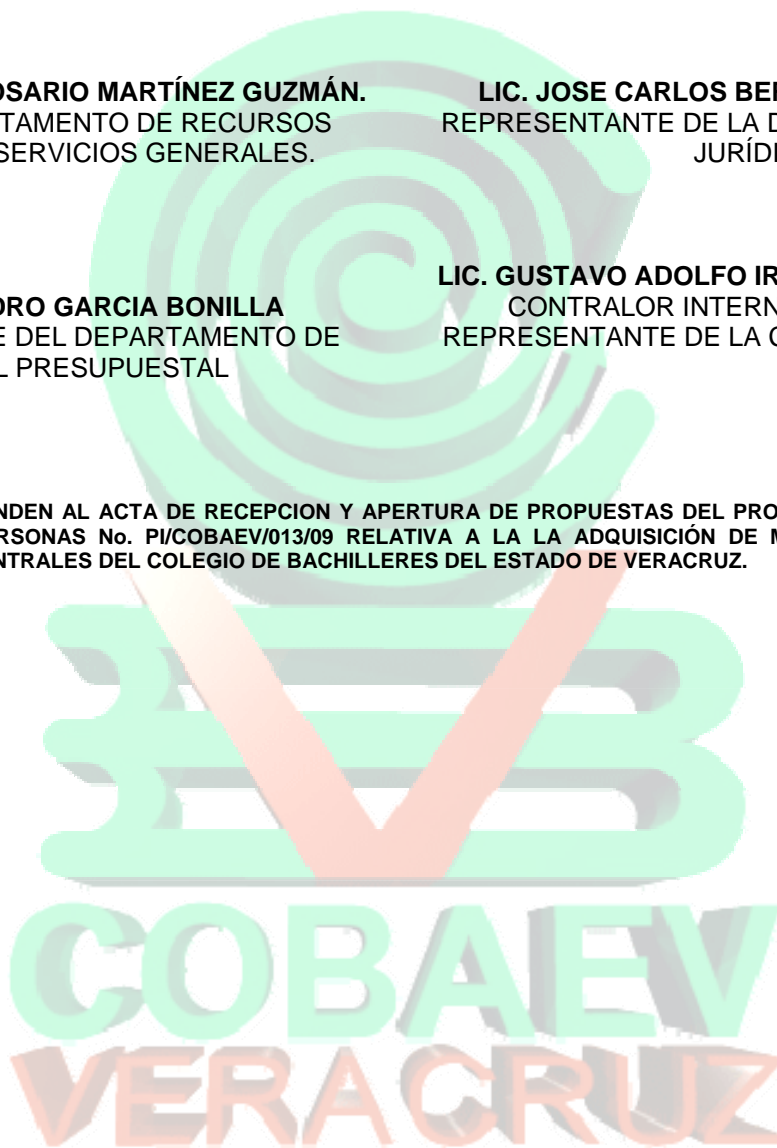 OSARIO MARTÍNEZ GUZMÁN.
TAMENTO DE RECURSOS
SERVICIOS GENERALES.
LIC. JOSE CARLOS BE
REPRESENTANTE DE LA
JURÍDI
DRO GARCIA BONILLA
E DEL DEPARTAMENTO DE
L PRESUPUESTAL
LIC. GUSTAVO ADOLFO IR
CONTRALOR INTERN
REPRESENTANTE DE LA
NDEN AL ACTA DE RECEPCION Y APERTURA DE PROPUESTAS DEL PRO
RSONAS No. PI/COBAEV/013/09 RELATIVA A LA LA ADQUISICIÓN DE
NTRALES DEL COLEGIO DE BACHILLERES DEL ESTADO DE VERACRUZ.
COBAEV
VERACRUZ